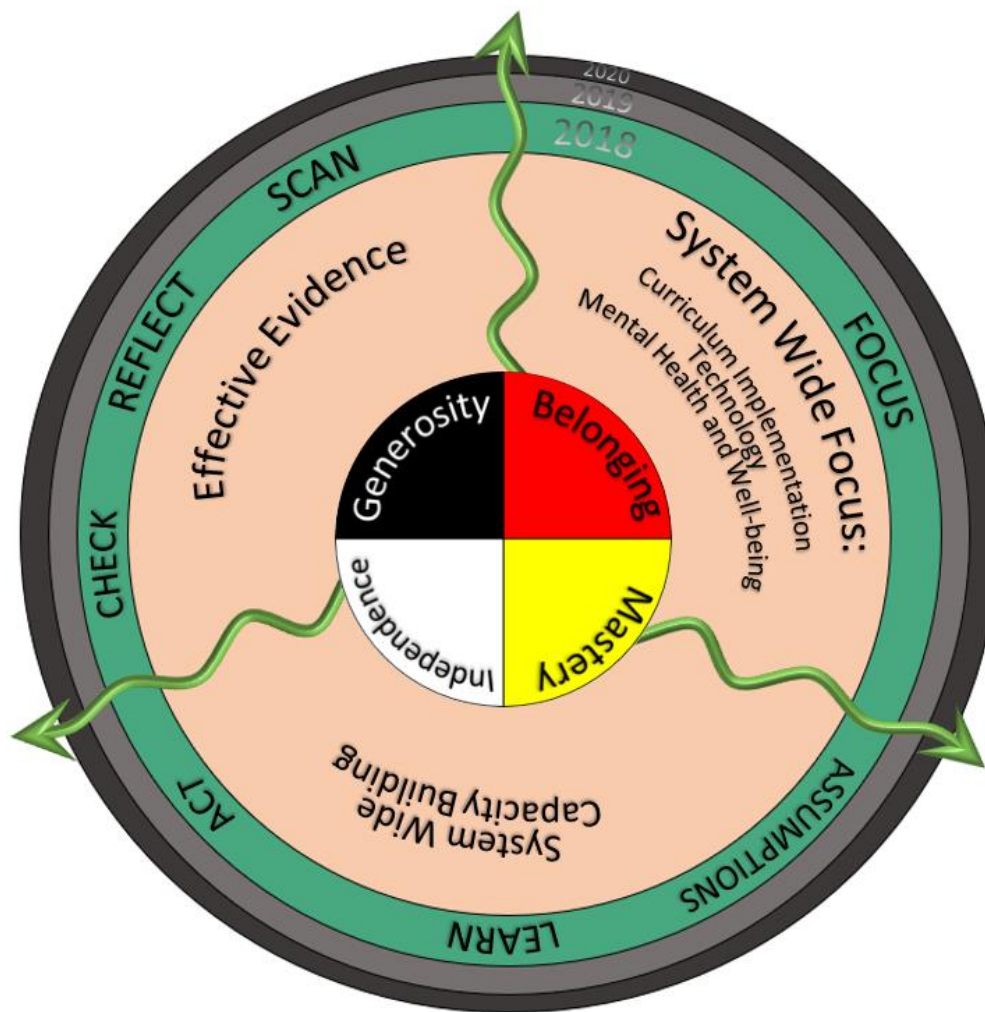 2020
2019
2018
SCAN
FOCUS
ASSUMPTIONS
LEARN
ACT
CHECK
REFLECT
Effective Evidence
System Wide Focus:
Curriculum Implementation
Technology
Mental Health and Well-being
System Wide
Capacity Building
Generosity
Belonging
Mastery
Independence